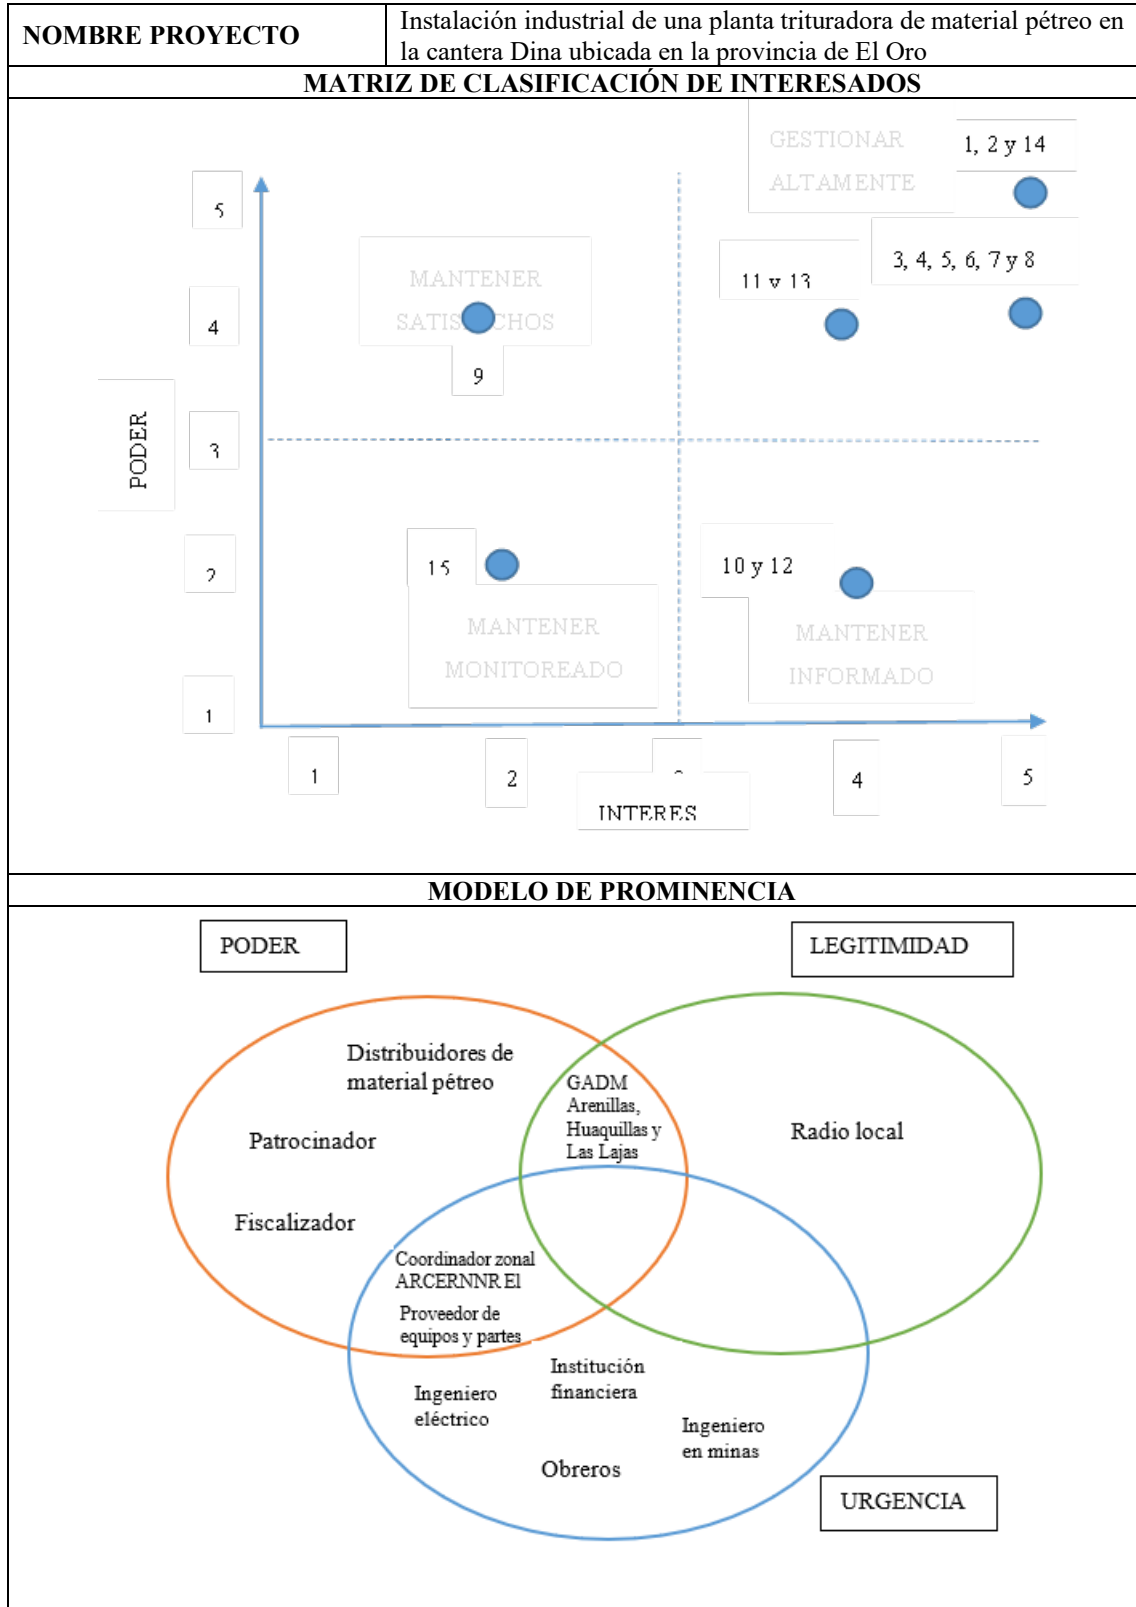 NOMBRE PROYECTO
Instalación industrial de una planta trituradora de material pétreo en
la cantera Dina ubicada en la provincia de El Oro
MATRIZ DE CLASIFICACIÓN DE INTERESADOS
GESTIONAR
ALTAMENTE
1, 2 y 14
5
3, 4, 5, 6, 7 y 8
11 y 13
MANTENER
SATIS CHOS
4
9
PODER
3
2
15
10 y 12
MANTENER
MONITOREADO
MANTENER
INFORMADO
1
1
2
4
5
INTERES
MODELO DE PROMINENCIA
PODER
LEGITIMIDAD
Distribuidores de
material pétreo
GADM
Arenillas,
Huaquillas y
Las Lajas
Patrocinador
Radio local
Fiscalizador
Coordinador zonal
ARCERNNR El
Proveedor de
equipos y partes
Institución
financiera
Ingeniero
eléctrico
Ingeniero
en minas
Obreros
URGENCIA